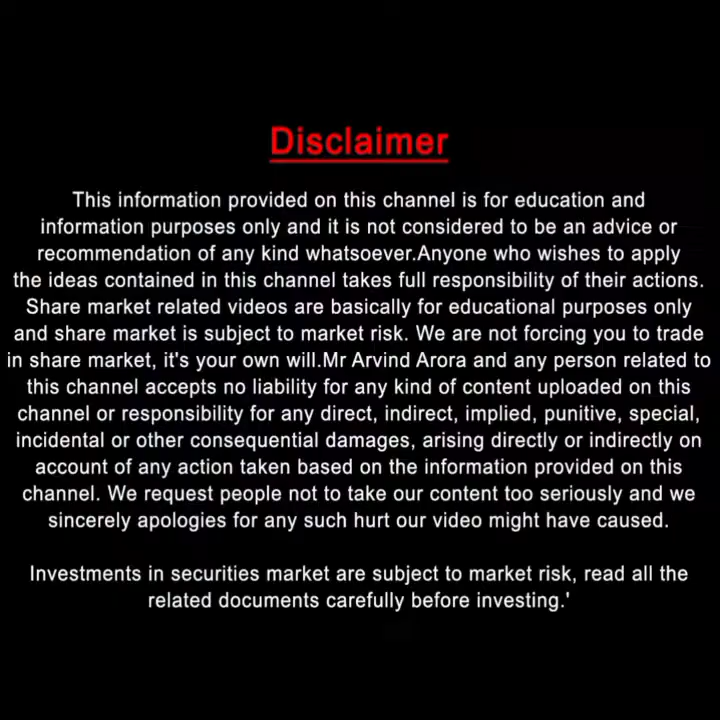 Disclaimer
This information provided on this channel is for education and
information purposes only and it is not considered to be an advice or
recommendation of any kind whatsoever.Anyone who wishes to apply
the ideas contained in this channel takes full responsibility of their actions.
Share market related videos are basically for educational purposes only
and share market is subject to market risk. We are not forcing you to trade
in share market, it's your own will.Mr Arvind Arora and any person related to
this channel accepts no liability for any kind of content uploaded on this
channel or responsibility for any direct, indirect, implied, punitive, special,
incidental or other consequential damages, arising directly or indirectly on
account of any action taken based on the information provided on this
channel. We request people not to take our content too seriously and we
sincerely apologies for any such hurt our video might have caused.
Investments in securities market are subject to market risk, read all the
related documents carefully before investing.'